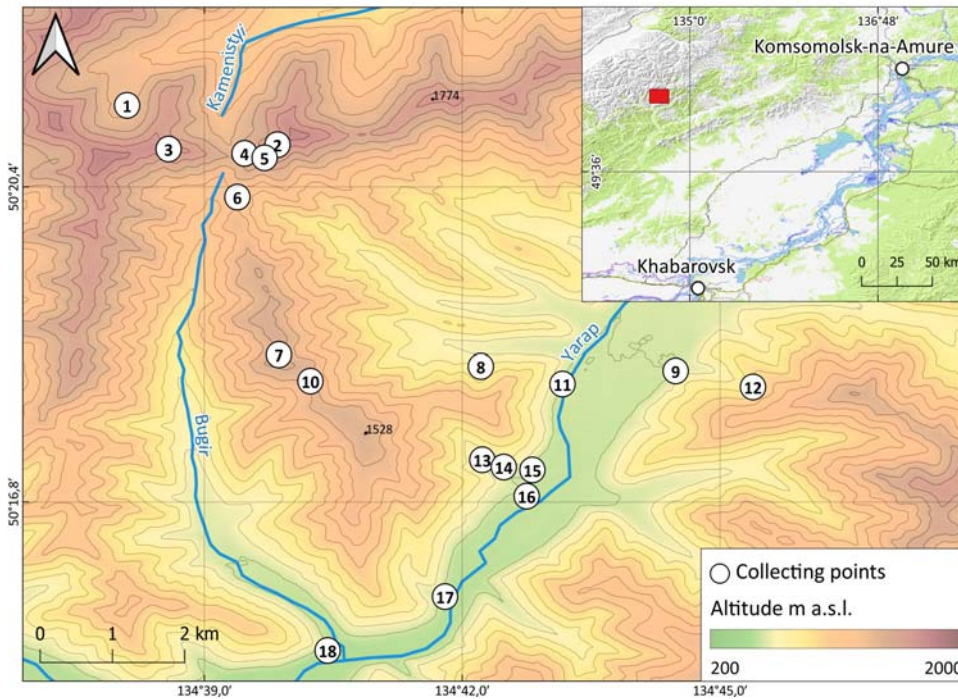 Kamenisty
1
1774
2
3
4
5
50°20,4'
6
7
8
9
10
11
Yarap
12
1528
Bugir
13
14
15
16
50°16,8'
17
18
0 1 2 km
134°39,0' 134°42,0' 134°45,0'
135°0' 136°48'
Komsomolsk-na-Amure
49°36'
Khabarovsk
0 25 50 km
Collecting points
Altitude m a.s.l.
200 2000